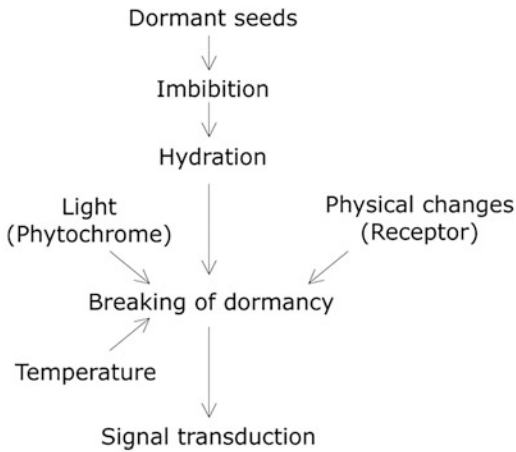 Dormant seeds
Imbibition
Hydration
Light
(Phytochrome)
Physical changes
(Receptor)
Breaking of dormancy
Temperature
Signal transduction